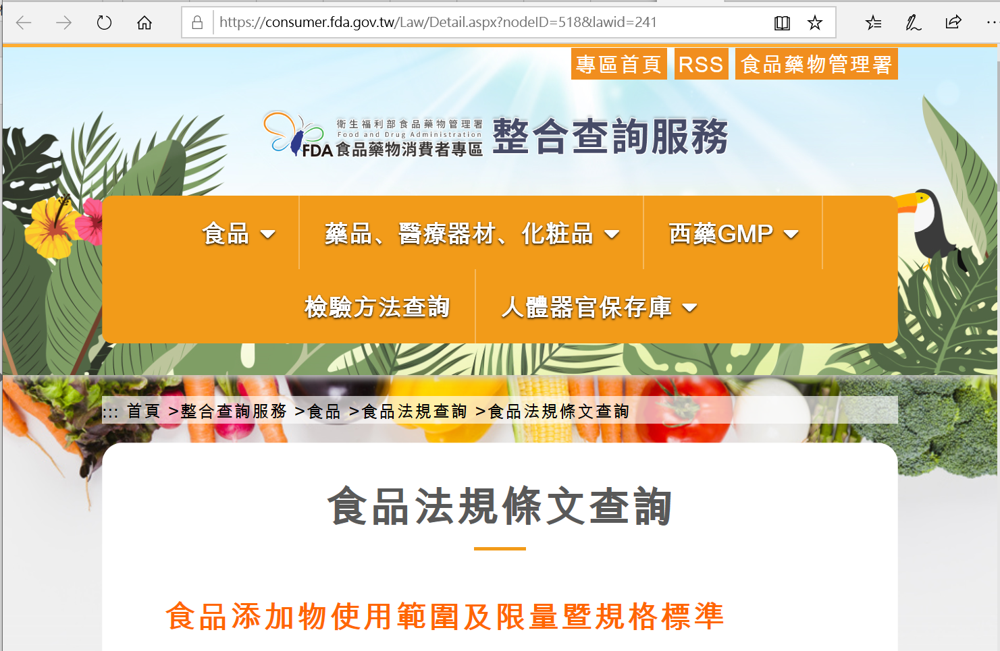 https://consumer.fda.gov.tw/Law/Detail.aspx?nodeID=518&lawid=241
專區首頁 RSS 食品藥物管理署
衛生福利部食品藥物管理署
Food and Drug Administration
FDA 食品藥物消費者專區 整合查詢服務
食品 藥品、醫療器材、化粧品 西藥GMP
檢驗方法查詢 人體器官保存庫
::: 首頁 >整合查詢服務 >食品 >食品法規查詢 >食品法規條文查詢
食品法規條文查詢
食品添加物使用範圍及限量暨規格標準